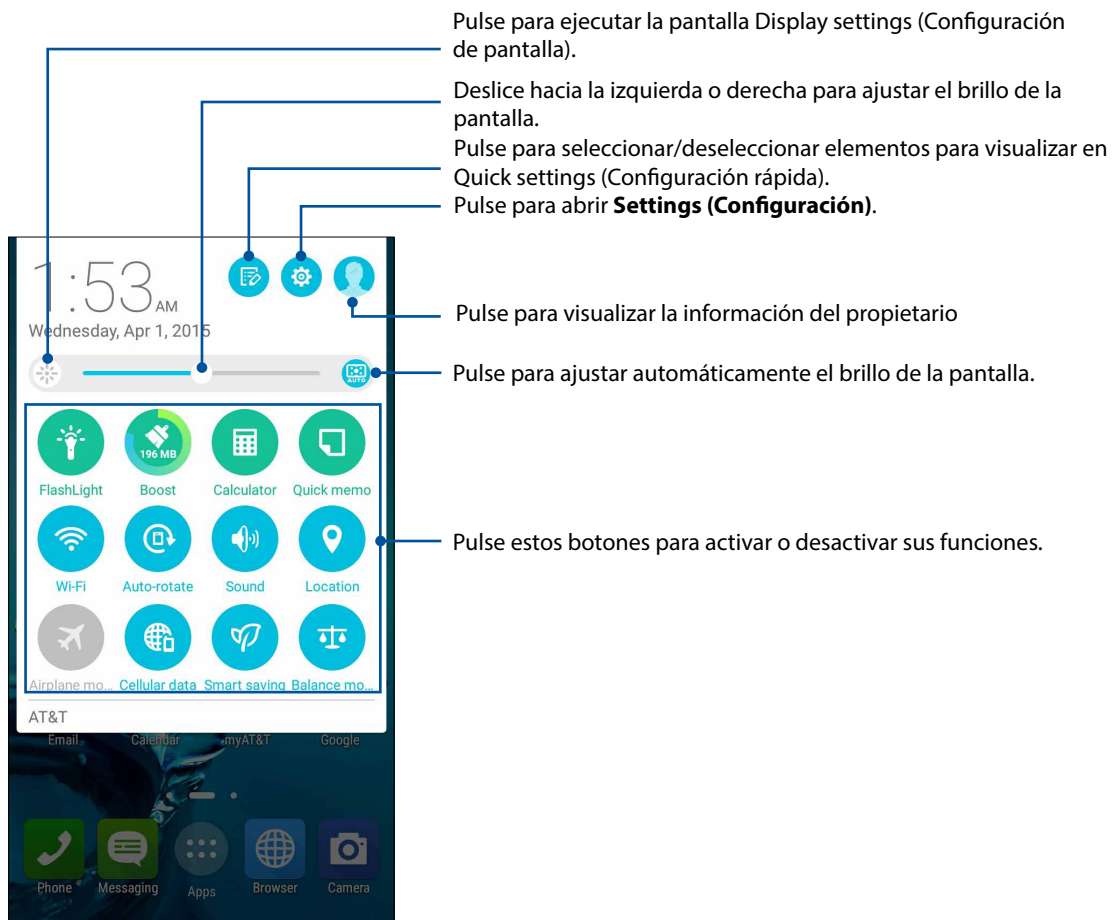 Pulse para ejecutar la pantalla Display settings (Configuración
de pantalla).
Deslice hacia la izquierda o derecha para ajustar el brillo de la
pantalla.
Pulse para seleccionar/deseleccionar elementos para visualizar en
Quick settings (Configuración rápida).
Pulse para abrir Settings (Configuración).
1:53 AM
Wednesday, Apr 1, 2015
Pulse para visualizar la información del propietario
AUTO
Pulse para ajustar automáticamente el brillo de la pantalla.
196 MB
FlashLight Boost Calculator Quick memo
Pulse estos botones para activar o desactivar sus funciones.
Wi-Fi Auto-rotate Sound Location
Airplane mo... Cellular data Smart saving Balance mo...
AT&T
Email Calendar myAT&T Google
Phone Messaging Apps Browser Camera